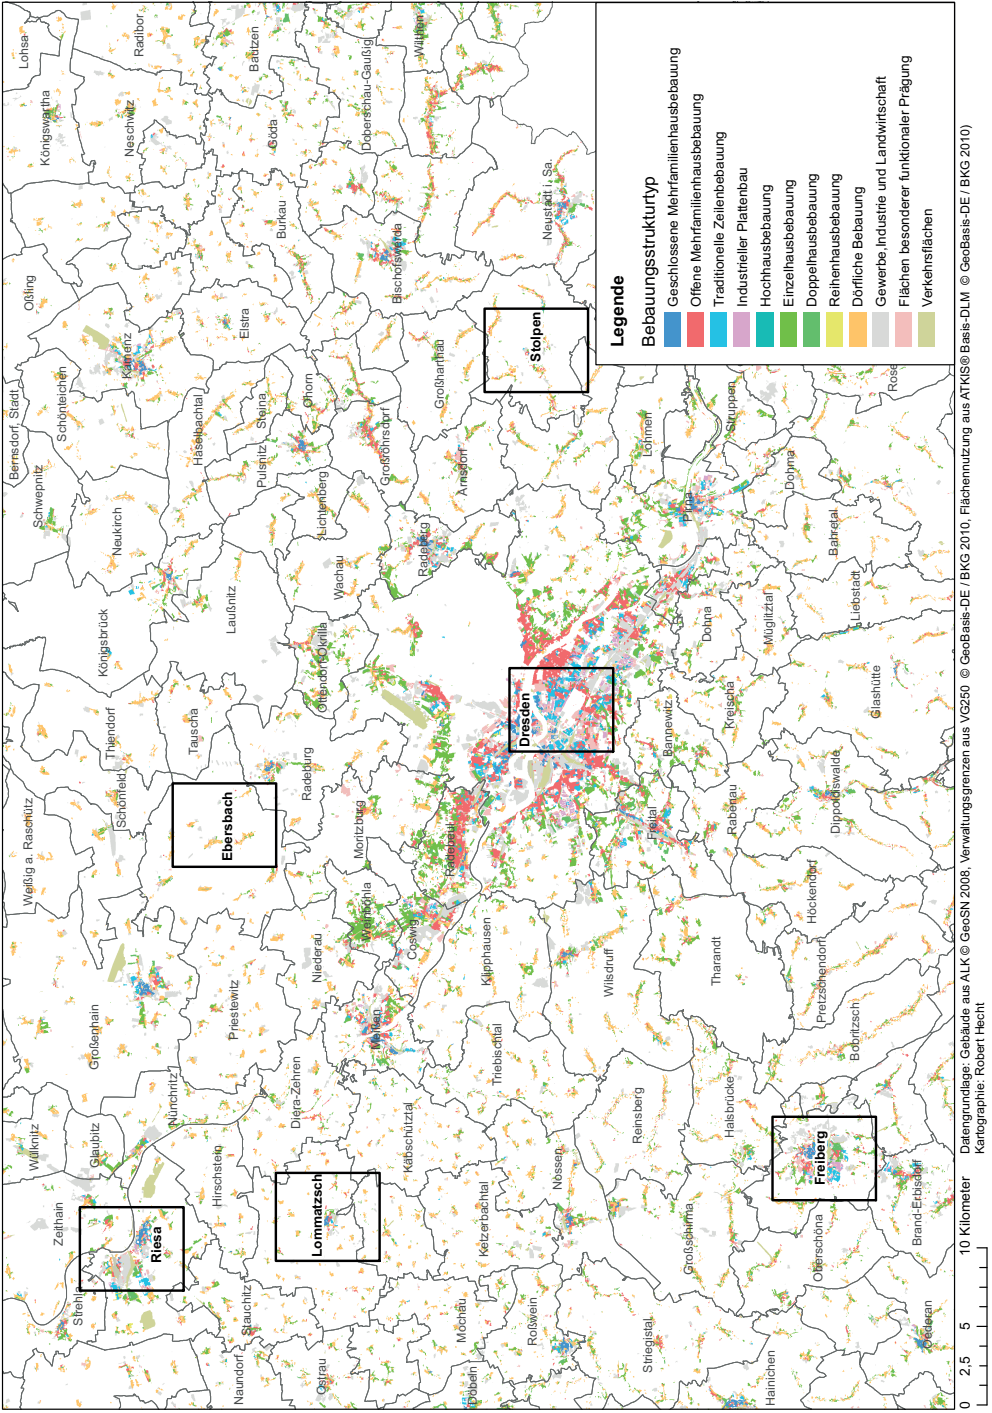 Bernsdorf, Stadt
Lohsa
Weißig a. Raschütz
Oßling
Wülknitz
Schwepnitz
Königswartha
Zeithain
Schönteichen
Strehla
Glaubitz
Großenhain
Schönfeld
Thiendorf
Königsbrück
Neukirch
Kamenz
Neschwitz
Radibor
Riesa
Nünchritz
Tauscha
Haselbachtal
Hirschstein
Priestewitz
Ebersbach
Laußnitz
Elstra
Naundorf
Stauchitz
Pulsnitz
Steina
Burkau
Göda
Bautzen
Diera-Zehren
Radeburg
Ohorn
Ostrau
Lommatzsch
Niederau
Ottendorf-Okrilla
Lichtenberg
Wachau
Moritzburg
Weinböhla
Meißen
Großröhrsdorf
Doberschau-Gaußig
Käbschütztal
Coswig
Bischofswerda
Wilthen
Radeberg
Großharthau
Radebeul
Arnsdorf
Mochau
Döbeln
Ketzerbachtal
Klipphausen
Triebischtal
Dresden
Roßwein
Stolpen
Neustadt i. Sa.
Nossen
Wilsdruff
Reinsberg
Striegistal
Freital
Bannewitz
Lohmen
Großschirma
Pirna
Tharandt
Dohna
Halsbrücke
Rabenau
Kreischa
Struppen
Hainichen
Müglitztal
Dohma
Oberschöna
Freiberg
Pretzschendorf
Höckendorf
Dippoldiswalde
Bahretal
Bobritzsch
Liebstadt
Glashütte
Rose
Brand-Erbisdorf
Oederan
Legende
Bebauungsstrukturtyp
Geschlossene Mehrfamilienhausbebauung
Offene Mehrfamilienhausbebauung
Traditionelle Zeilenbebauung
Industrieller Plattenbau
Hochhausbebauung
Einzelhausbebauung
Doppelhausbebauung
Reihenhausbebauung
Dörfliche Bebauung
Gewerbe,Industrie und Landwirtschaft
Flächen besonderer funktionaler Prägung
Verkehrsflächen
0 2,5 5 10 Kilometer
Datengrundlage: Gebäude aus ALK © GeoSN 2008, Verwaltungsgrenzen aus VG250 © GeoBasis-DE / BKG 2010, Flächennutzung aus ATKIS® Basis-DLM © GeoBasis-DE / BKG 2010)
Kartographie: Robert Hecht